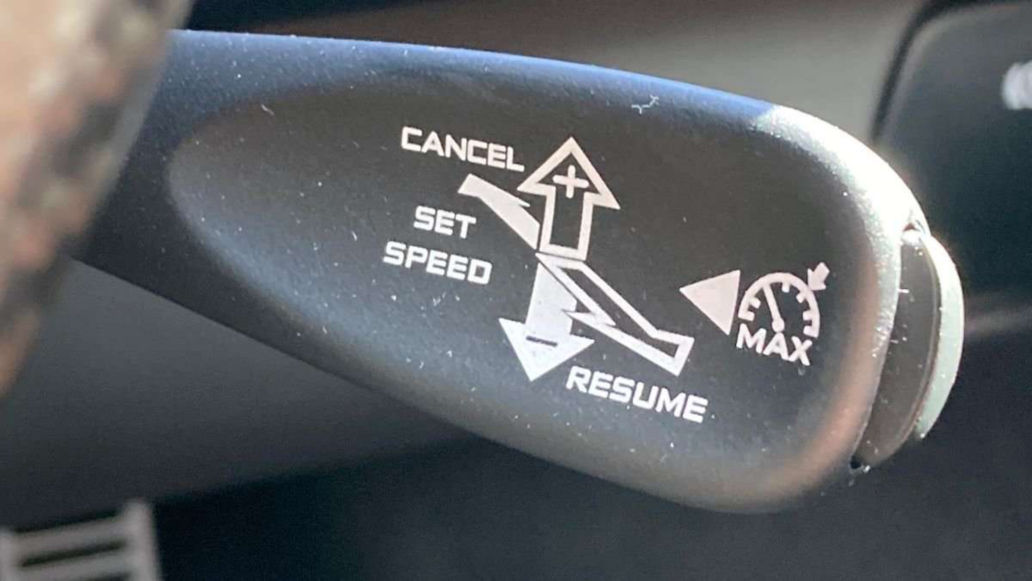 CANCEL
+
SET
SPEED
-
MAX
RESUME